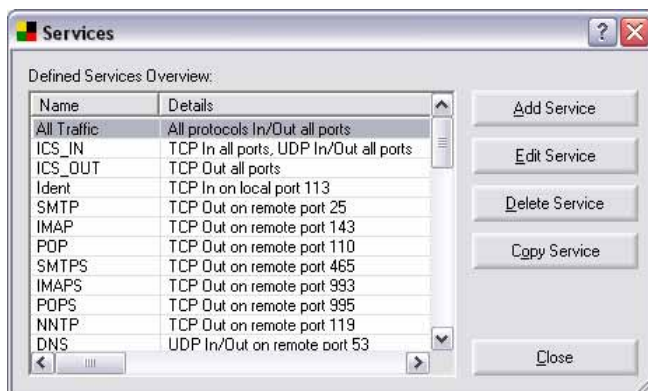 Services
Defined Services Overview:
Name Details
All Traffic All protocols In/Out all ports
ICS_IN TCP In all ports, UDP In/Out all ports
ICS_OUT TCP Out all ports
Ident TCP In on local port 113
SMTP TCP Out on remote port 25
IMAP TCP Out on remote port 143
POP TCP Out on remote port 110
SMTPS TCP Out on remote port 465
IMAPS TCP Out on remote port 993
POPS TCP Out on remote port 995
NNTP TCP Out on remote port 119
DNS UDP In/Out on remote port 53
Add Service
Edit Service
Delete Service
Copy Service
Close